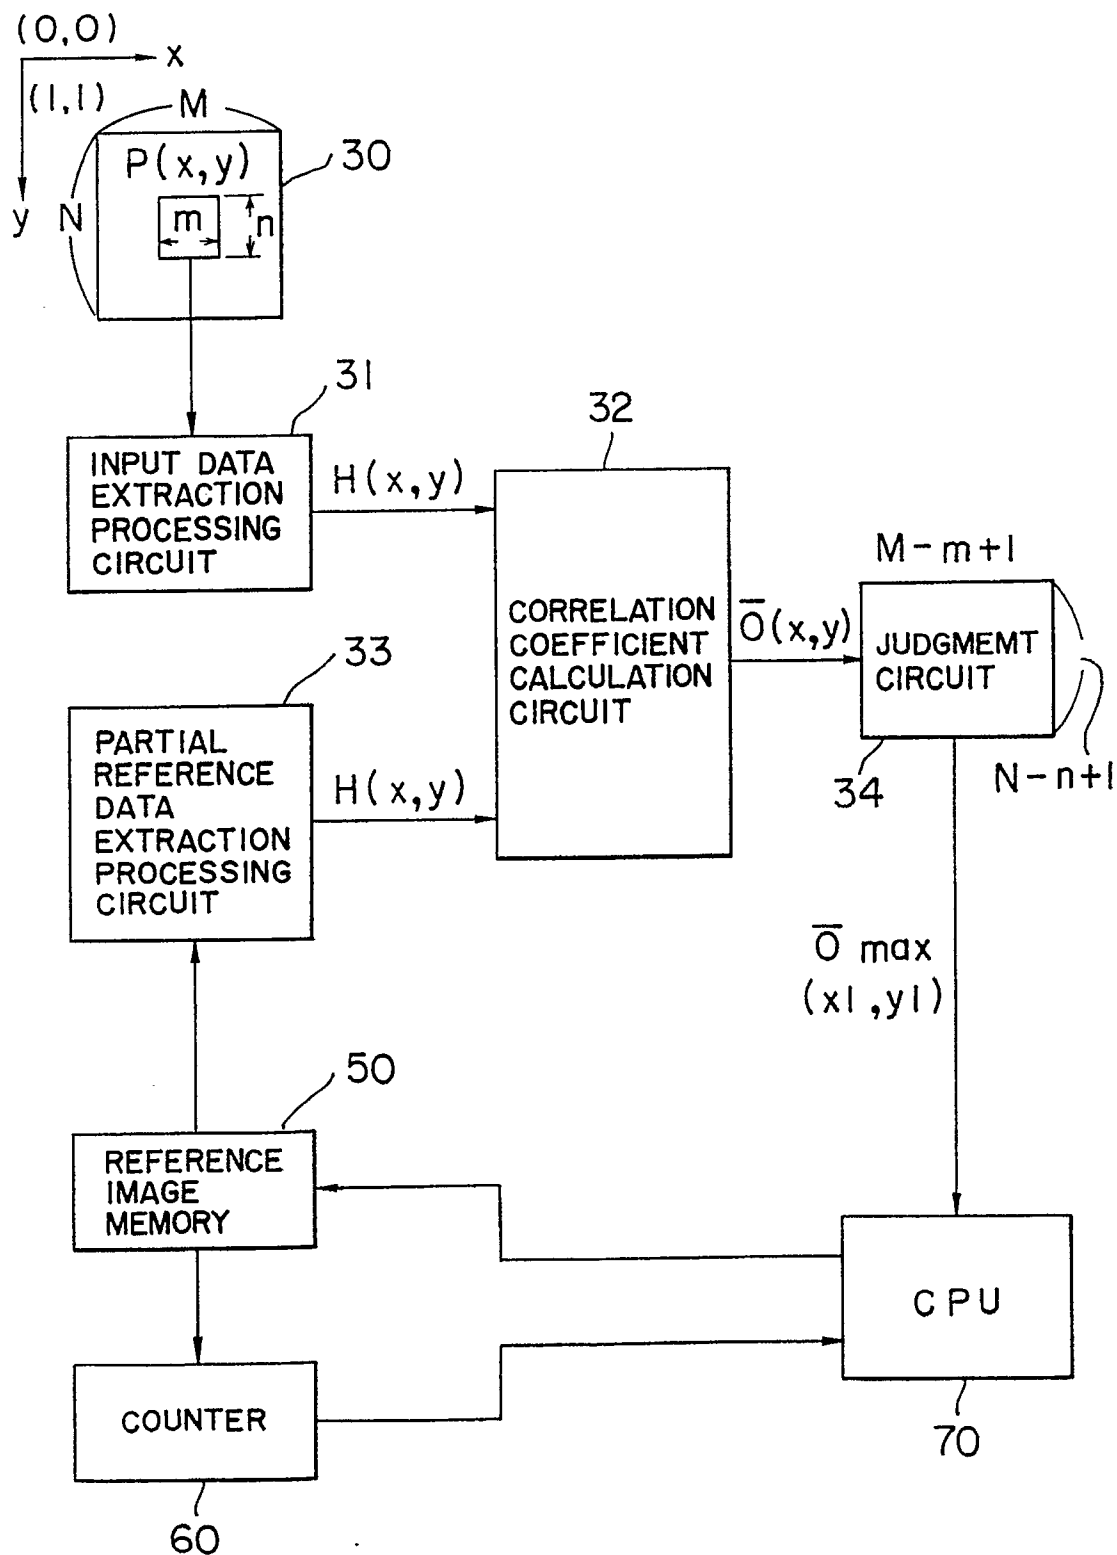 (0,0)
x
(1,1)
M
P(x,y)
30
y
N
m
n
31
INPUT DATA
EXTRACTION
PROCESSING
CIRCUIT
H(x,y)
32
CORRELATION
COEFFICIENT
CALCULATION
CIRCUIT
O̅(x,y)
M-m+1
JUDGMEMT
CIRCUIT
34
N-n+1
33
PARTIAL
REFERENCE
DATA
EXTRACTION
PROCESSING
CIRCUIT
H(x,y)
O̅ max
(x1,y1)
50
REFERENCE
IMAGE
MEMORY
CPU
70
COUNTER
60